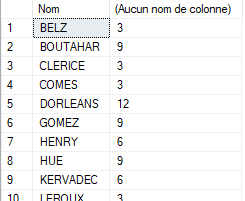 Nom (Aucun nom de colonne)
1 BELZ 3
2 BOUTAHAR 9
3 CLERICE 3
4 COMES 3
5 DORLEANS 12
6 GOMEZ 9
7 HENRY 6
8 HUE 9
9 KERVADEC 6
10 LEROUX 3